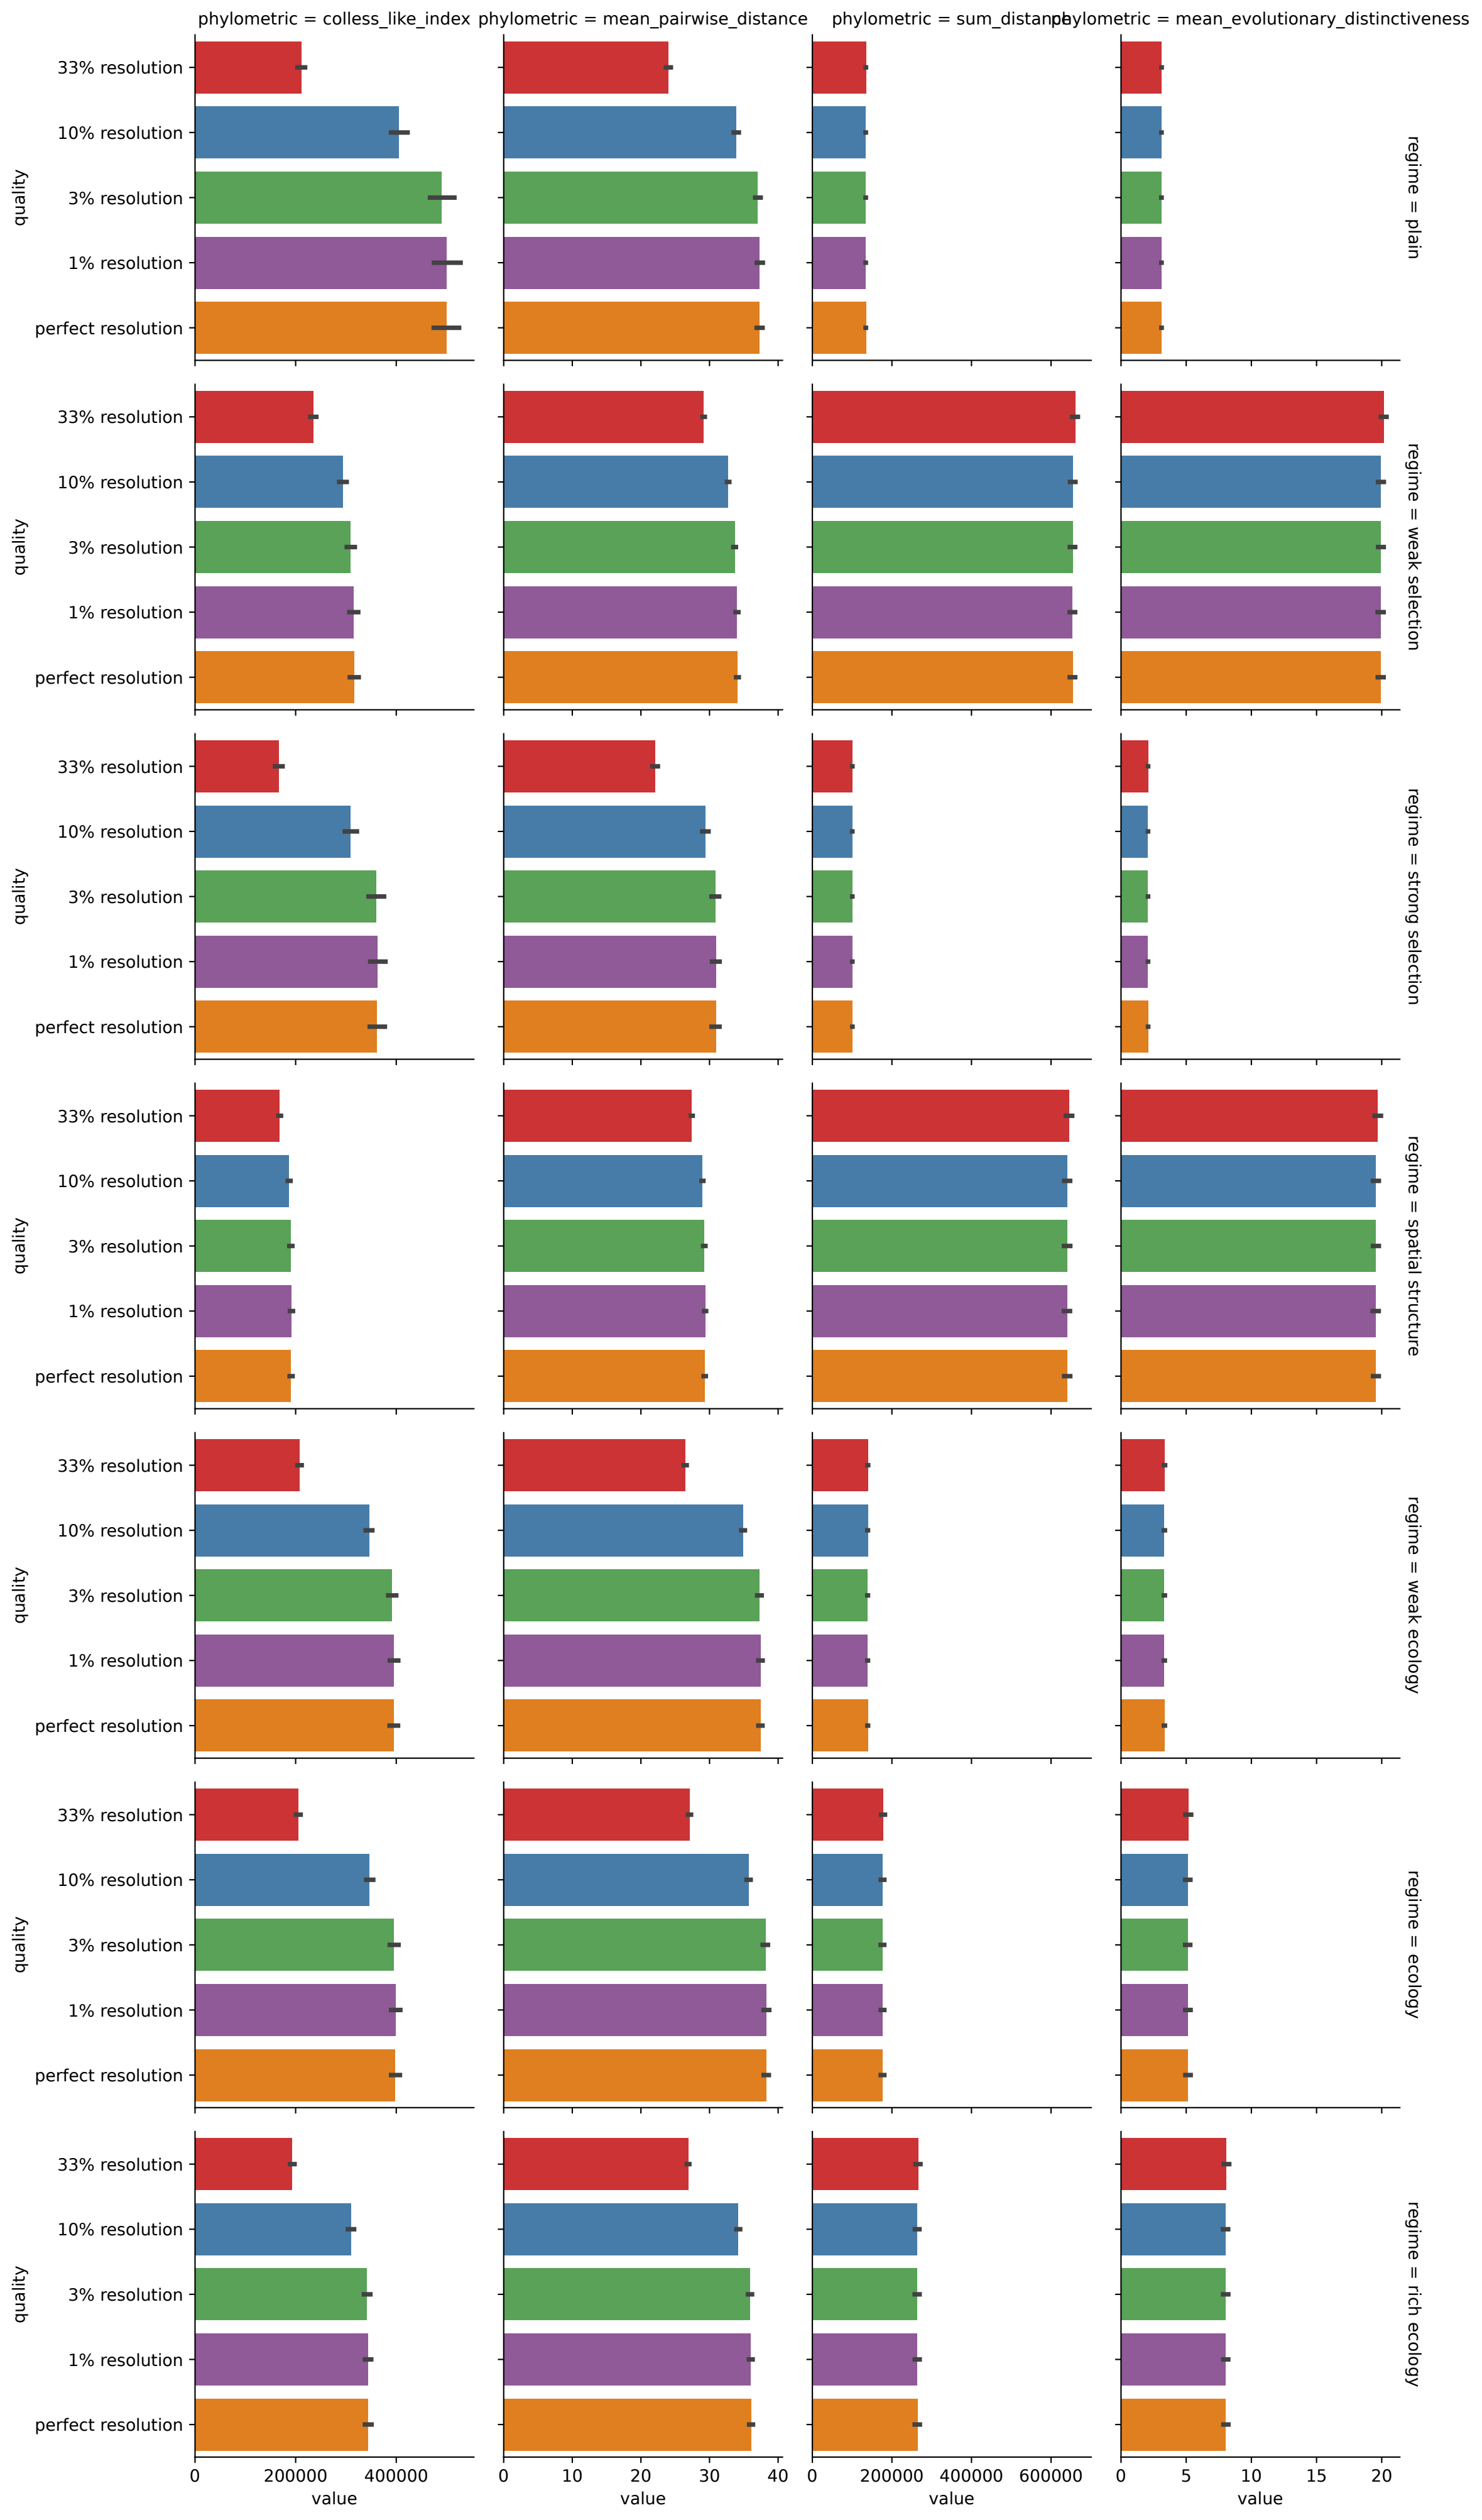 phylometric = colless_like_index
phylometric = mean_pairwise_distance
phylometric = sum_distance
phylometric = mean_evolutionary_distinctiveness
33% resolution
10% resolution
3% resolution
1% resolution
perfect resolution
quality
regime = plain
33% resolution
10% resolution
3% resolution
1% resolution
perfect resolution
quality
regime = weak selection
33% resolution
10% resolution
3% resolution
1% resolution
perfect resolution
quality
regime = strong selection
33% resolution
10% resolution
3% resolution
1% resolution
perfect resolution
quality
regime = spatial structure
33% resolution
10% resolution
3% resolution
1% resolution
perfect resolution
quality
regime = weak ecology
33% resolution
10% resolution
3% resolution
1% resolution
perfect resolution
quality
regime = ecology
33% resolution
10% resolution
3% resolution
1% resolution
perfect resolution
quality
regime = rich ecology
0 200000 400000
value
0 10 20 30 40
value
0 200000 400000 600000
value
0 5 10 15 20
value